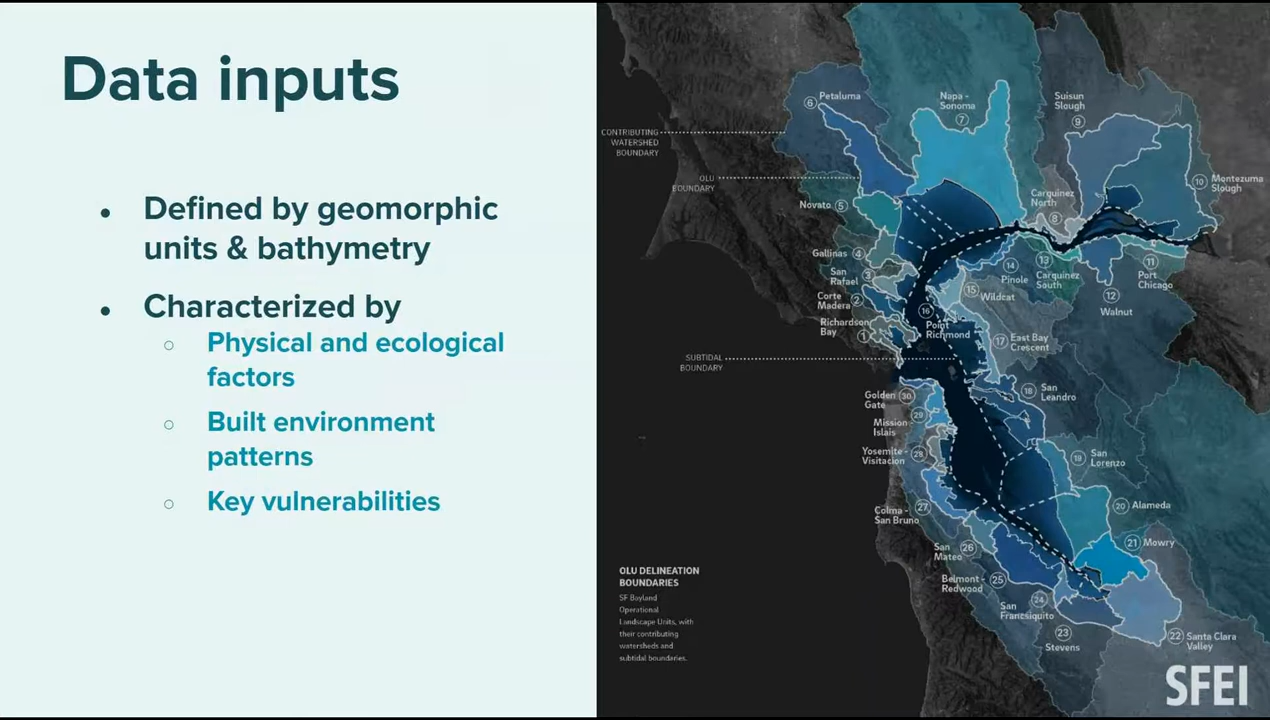 Data inputs
• Defined by geomorphic
units & bathymetry
• Characterized by
○ Physical and ecological
factors
○ Built environment
patterns
○ Key vulnerabilities
CONTRIBUTING
WATERSHED
BOUNDARY
OLU
BOUNDARY
SUBTIDAL
BOUNDARY
6 Petaluma
Napa -
Sonoma
7
Suisun
Slough
9
10 Montezuma
Slough
Novato 5
Carquinez
North
8
Gallinas 4
San
Rafael 3
Corte
Madera 2
Richardson
Bay 1
14
Pinole
13
Carquinez
South
11
Port
Chicago
15 Wildcat
12
Walnut
16
Point
Richmond
17 East Bay
Crescent
18 San
Leandro
Golden
Gate 30
Mission -
Islais 29
Yosemite -
Visitacion 28
19 San
Lorenzo
20 Alameda
Colma -
San Bruno 27
21 Mowry
San
Mateo 26
Belmont -
Redwood 25
San
Francsiquito
24
23
Stevens
22 Santa Clara
Valley
OLU DELINEATION
BOUNDARIES
SF Bayland
Operational
Landscape Units, with
their contributing
watersheds and
subtidal boundaries.
SFEI